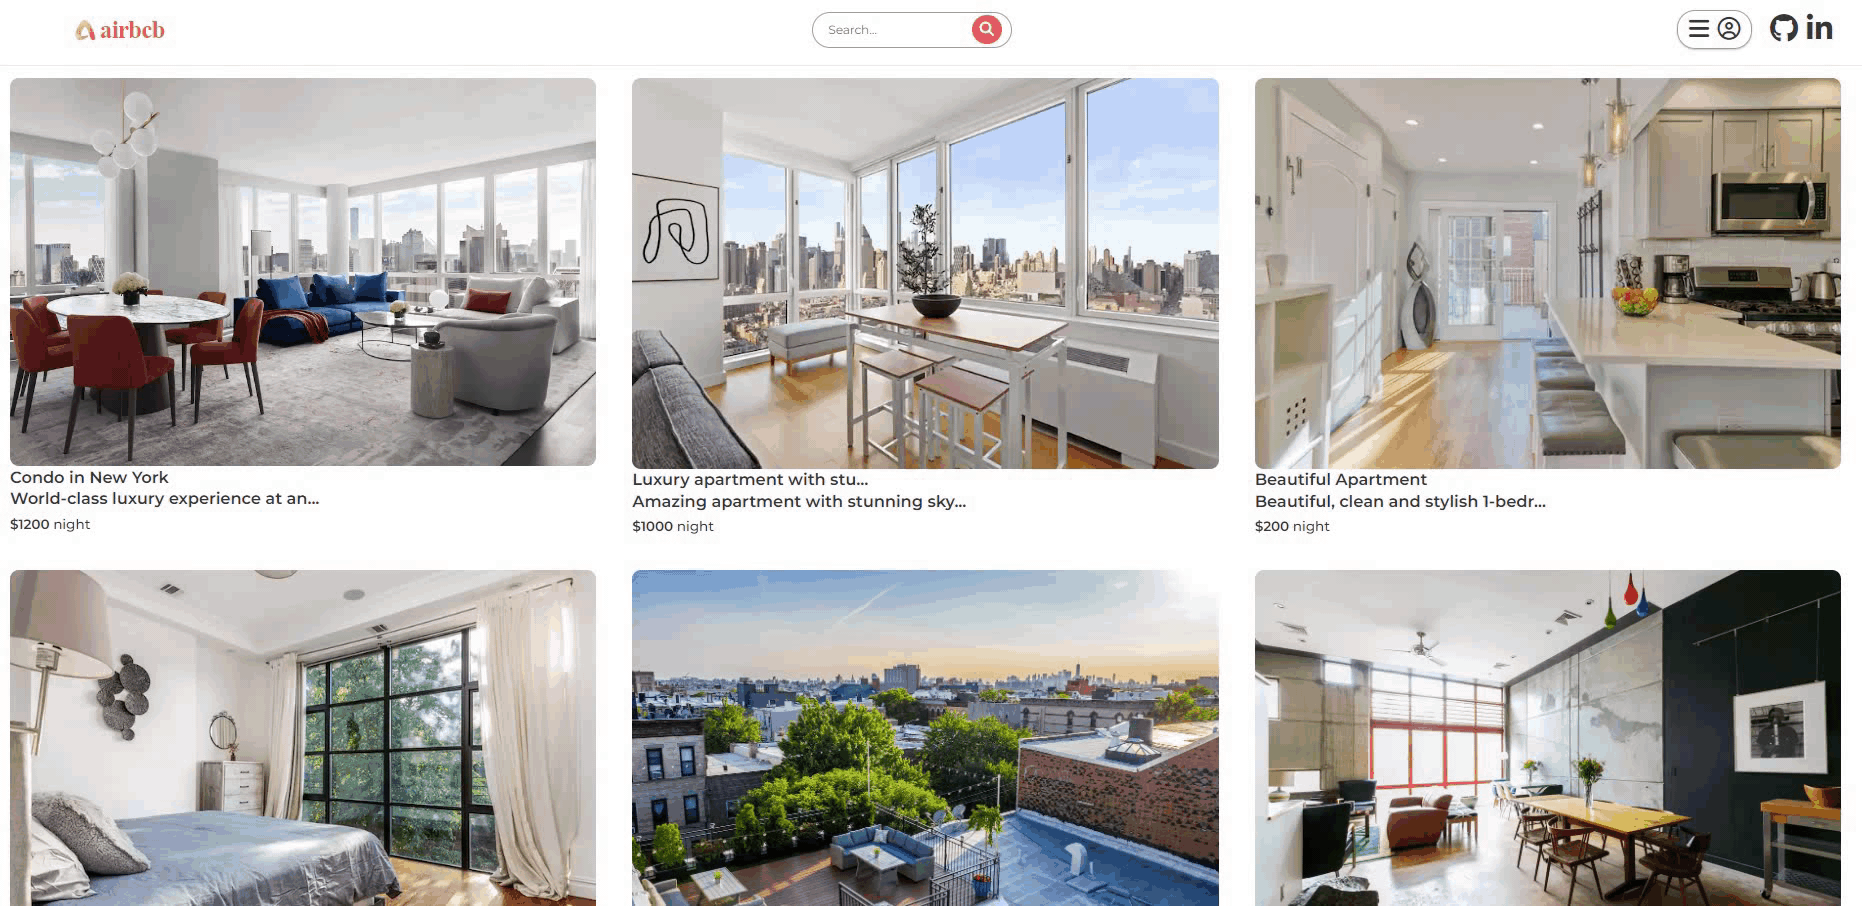 airbcb
Search...
Condo in New York
World-class luxury experience at an...
$1200 night
Luxury apartment with stu...
Amazing apartment with stunning sky...
$1000 night
Beautiful Apartment
Beautiful, clean and stylish 1-bedr...
$200 night